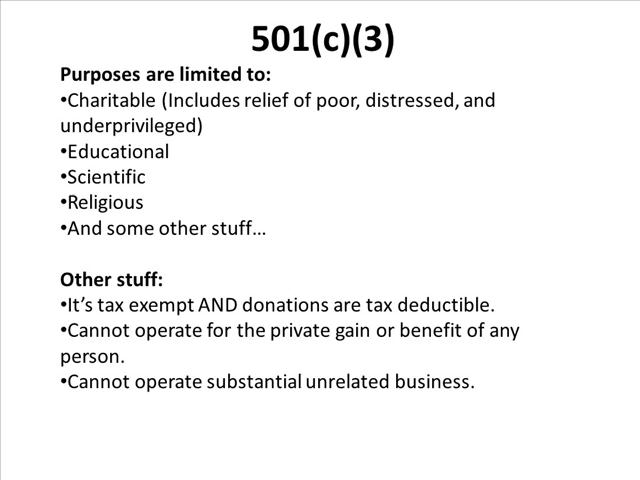 501(c)(3)
Purposes are limited to:
•Charitable (Includes relief of poor, distressed, and
underprivileged)
•Educational
•Scientific
•Religious
•And some other stuff…
Other stuff:
•It’s tax exempt AND donations are tax deductible.
•Cannot operate for the private gain or benefit of any
person.
•Cannot operate substantial unrelated business.